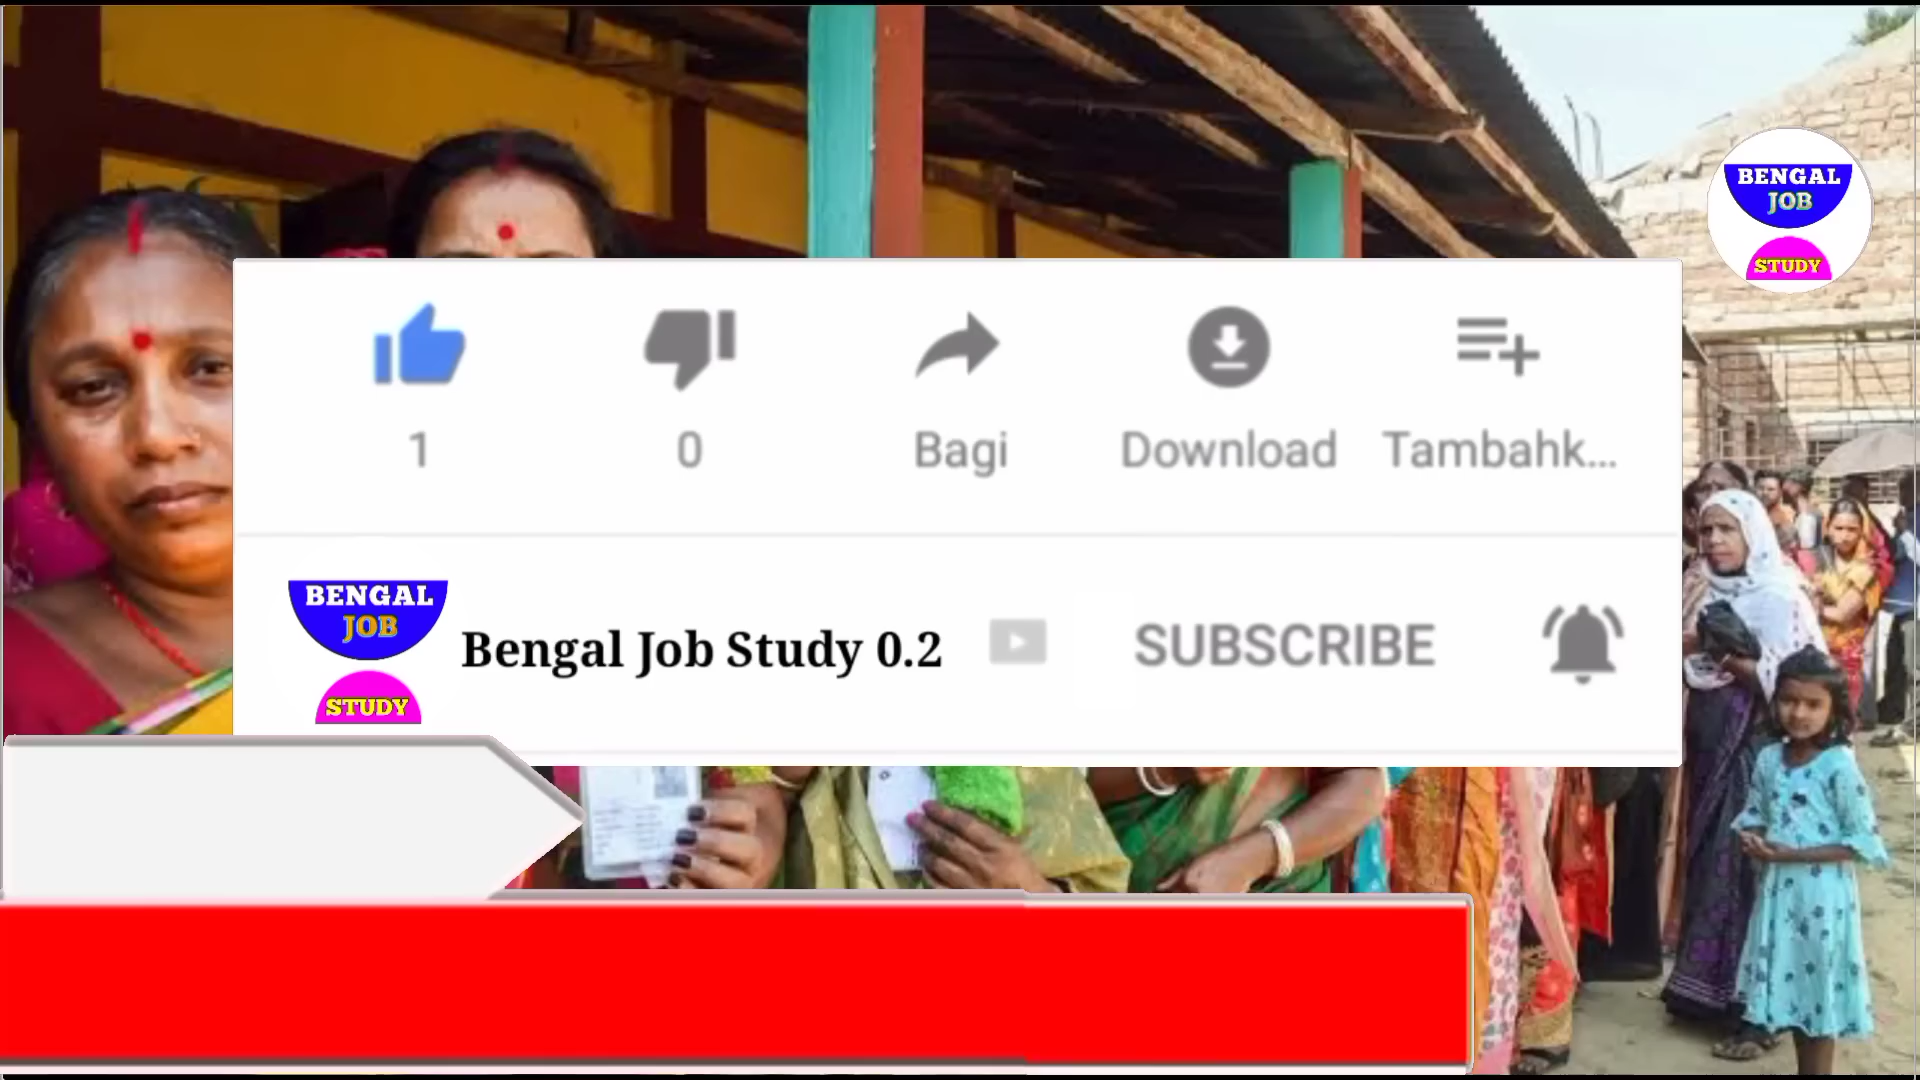 BENGAL
JOB
STUDY
1
0
Bagi
Download
Tambahk...
BENGAL
JOB
STUDY
Bengal Job Study 0.2
SUBSCRIBE